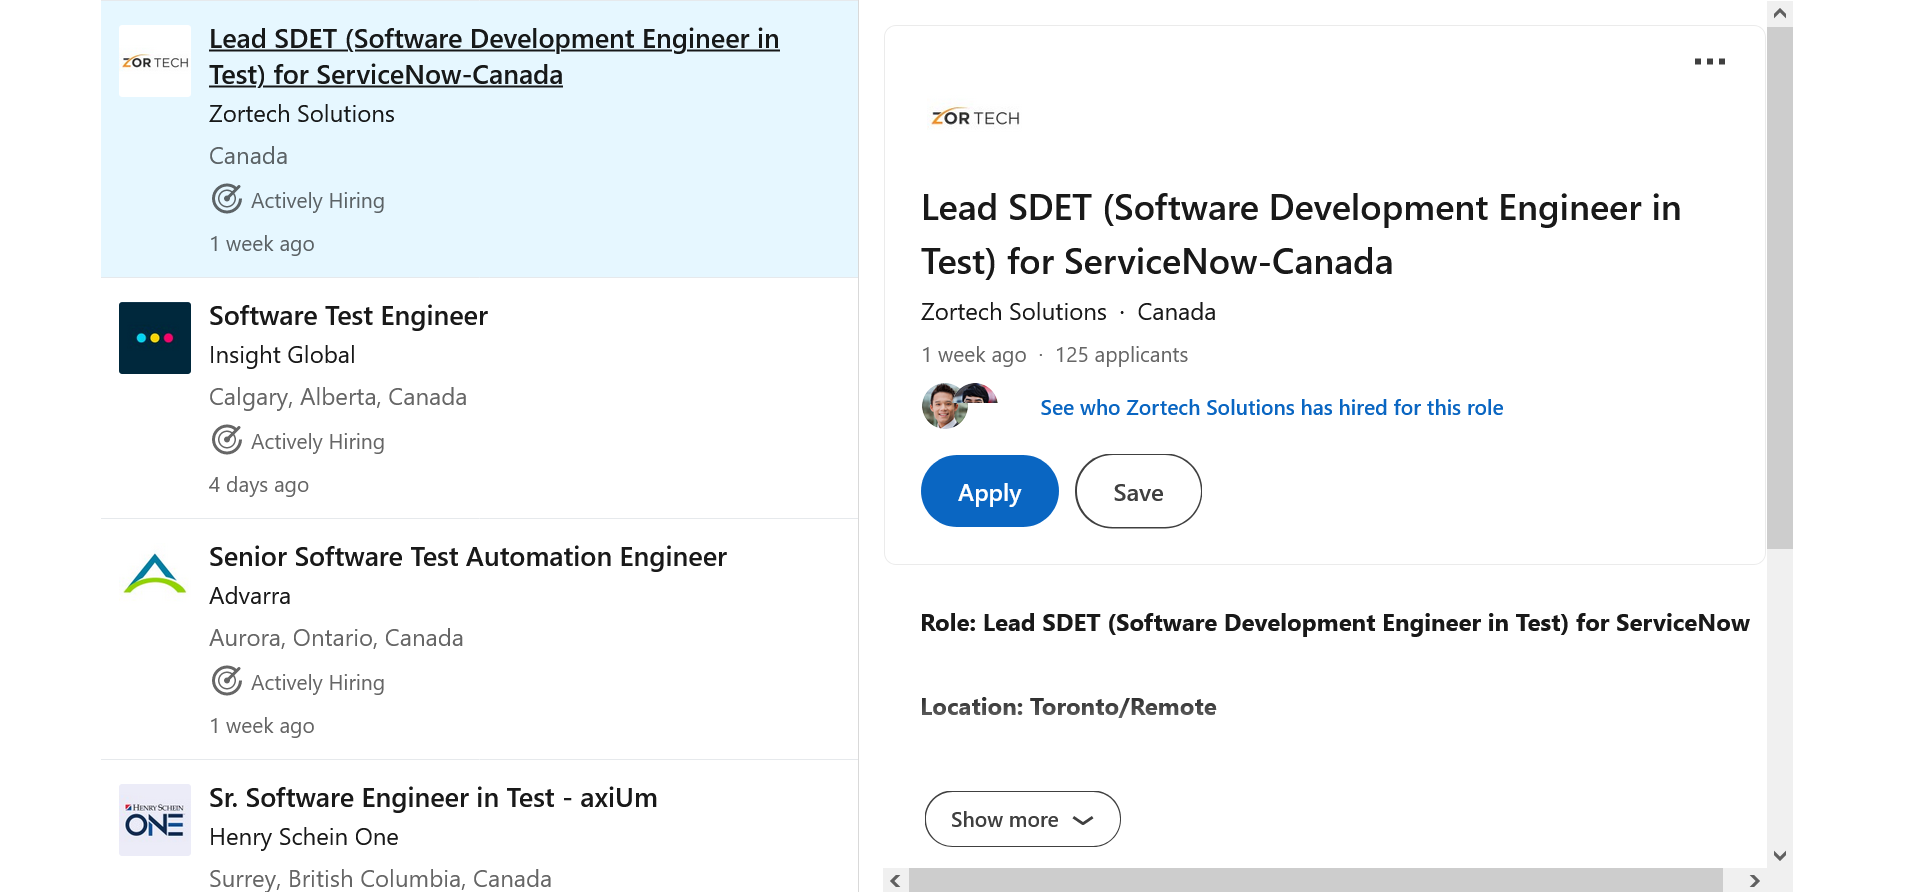 ZOR TECH
Lead SDET (Software Development Engineer in
Test) for ServiceNow-Canada
Zortech Solutions
Canada
Actively Hiring
1 week ago
Software Test Engineer
Insight Global
Calgary, Alberta, Canada
Actively Hiring
4 days ago
Senior Software Test Automation Engineer
Advarra
Aurora, Ontario, Canada
Actively Hiring
1 week ago
HENRY SCHEIN
ONE
Sr. Software Engineer in Test - axiUm
Henry Schein One
Surrey, British Columbia, Canada
ZOR TECH
Lead SDET (Software Development Engineer in
Test) for ServiceNow-Canada
Zortech Solutions · Canada
1 week ago · 125 applicants
See who Zortech Solutions has hired for this role
Apply
Save
Role: Lead SDET (Software Development Engineer in Test) for ServiceNow
Location: Toronto/Remote
Show more